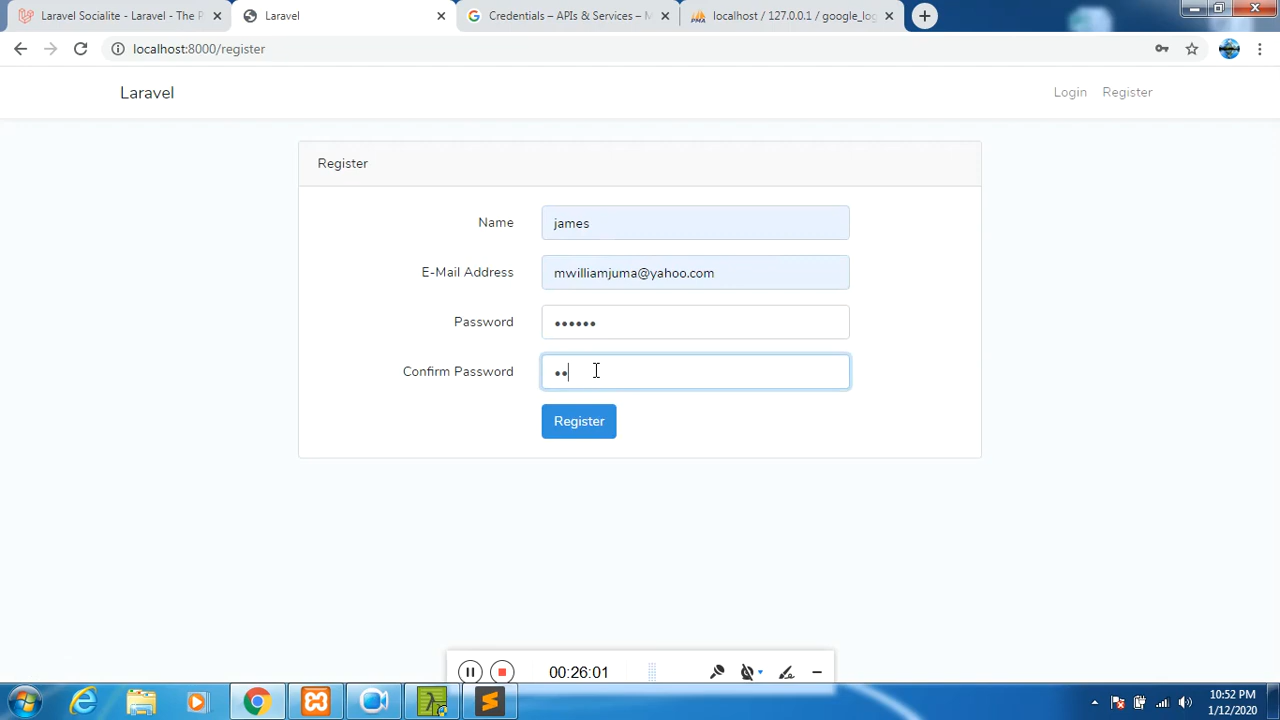 Laravel Socialite - Laravel - The P
Laravel
Credentials – APIs & Services – M
localhost / 127.0.0.1 / google_log
localhost:8000/register
Laravel
Login
Register
Register
Name
james
E-Mail Address
mwilliamjuma@yahoo.com
Password
••••••
Confirm Password
••
Register
00:26:01
10:52 PM
1/12/2020